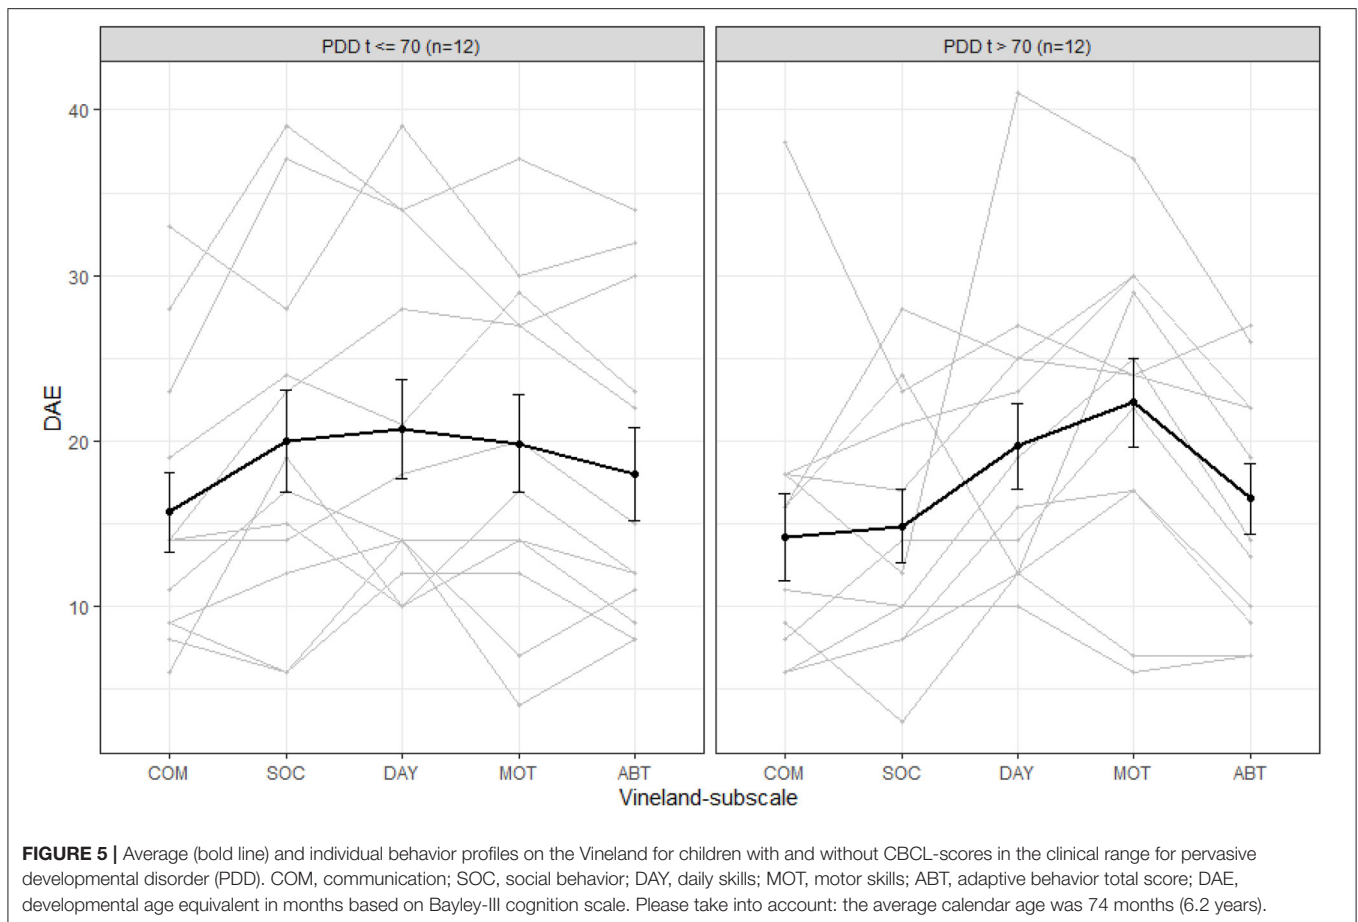 PDD t <= 70 (n=12)
PDD t > 70 (n=12)
40
30
20
10
DAE
COM SOC DAY MOT ABT
COM SOC DAY MOT ABT
Vineland-subscale
FIGURE 5 | Average (bold line) and individual behavior profiles on the Vineland for children with and without CBCL-scores in the clinical range for pervasive
developmental disorder (PDD). COM, communication; SOC, social behavior; DAY, daily skills; MOT, motor skills; ABT, adaptive behavior total score; DAE,
developmental age equivalent in months based on Bayley-III cognition scale. Please take into account: the average calendar age was 74 months (6.2 years).